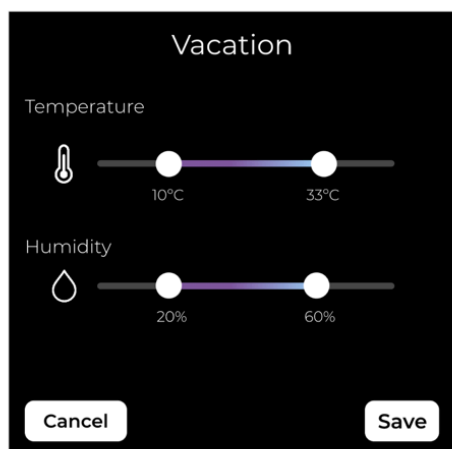 Vacation
Temperature
10°C 33°C
Humidity
20% 60%
Cancel Save